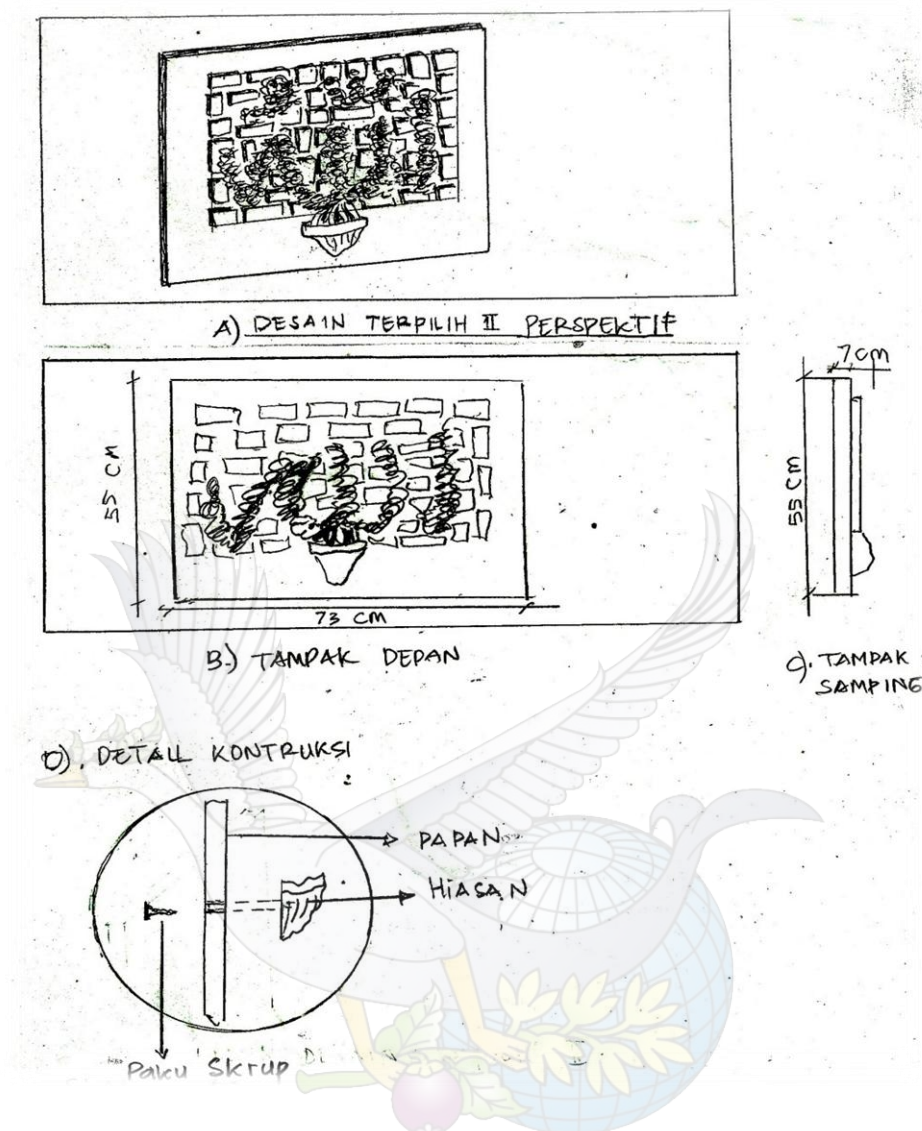 A) DESAIN TERPILIH II PERSPEKTIF
7 cm
55 CM
55 CM
73 CM
B.) TAMPAK DEPAN
C). TAMPAK
SAMPING
D). DETAIL KONTRUKSI
PAPAN
HIASAN
Paku Skrup